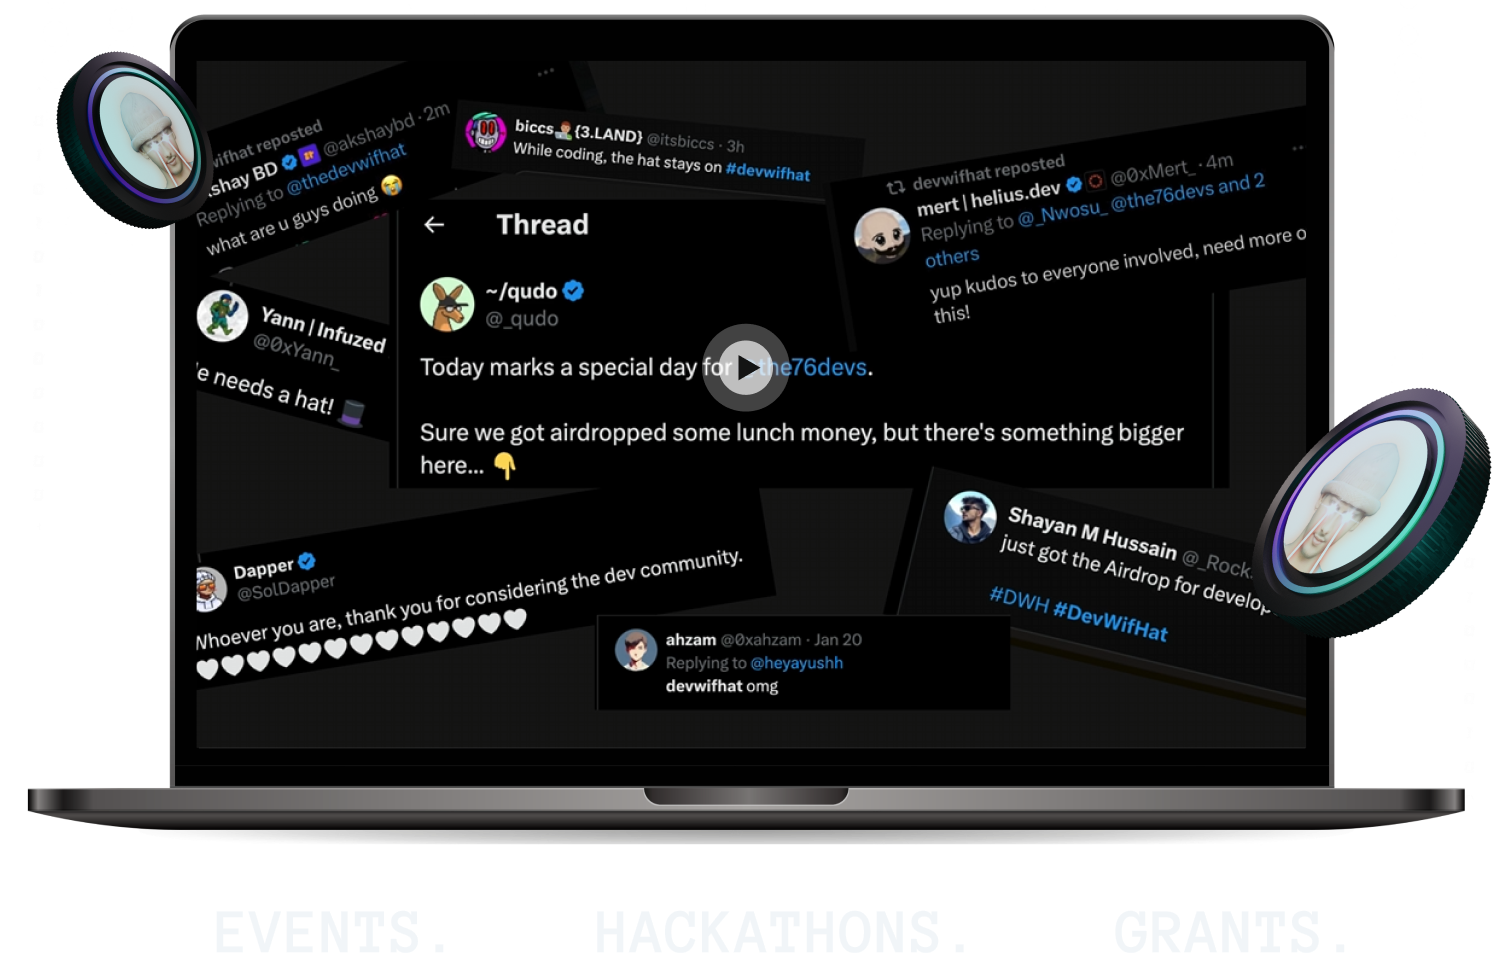 wifhat reposted
kshay BD @akshaybd · 2m
Replying to @thedevwifhat
what are u guys doing 😭
biccs {3.LAND} @itsbiccs · 3h
While coding, the hat stays on #devwifhat
devwifhat reposted
mert | helius.dev @0xMert_ · 4m
Replying to @_Nwosu_ @the76devs and 2
others
yup kudos to everyone involved, need more o
this!
Thread
~/qudo
@_qudo
Today marks a special day for @the76devs.
Sure we got airdropped some lunch money, but there's something bigger
here... 👇
Yann | Infuzed
@0xYann_
e needs a hat! 🎩
Dapper
@SolDapper
Whoever you are, thank you for considering the dev community.
🤍🤍🤍🤍🤍🤍🤍🤍🤍🤍🤍🤍🤍
Shayan M Hussain @_Rock
just got the Airdrop for develop
#DWH #DevWifHat
ahzam @0xahzam · Jan 20
Replying to @heyayushh
devwifhat omg
EVENTS. HACKATHONS. GRANTS.